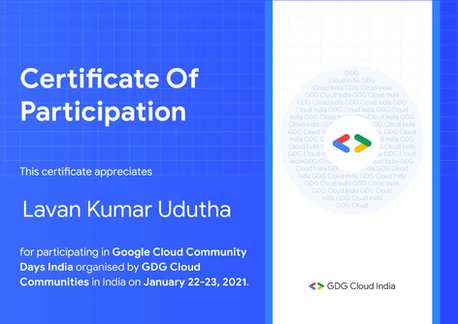 Certificate Of
Participation
This certificate appreciates
Lavan Kumar Udutha
for participating in Google Cloud Community
Days India organised by GDG Cloud
Communities in India on January 22-23, 2021.
GDG Cloud India